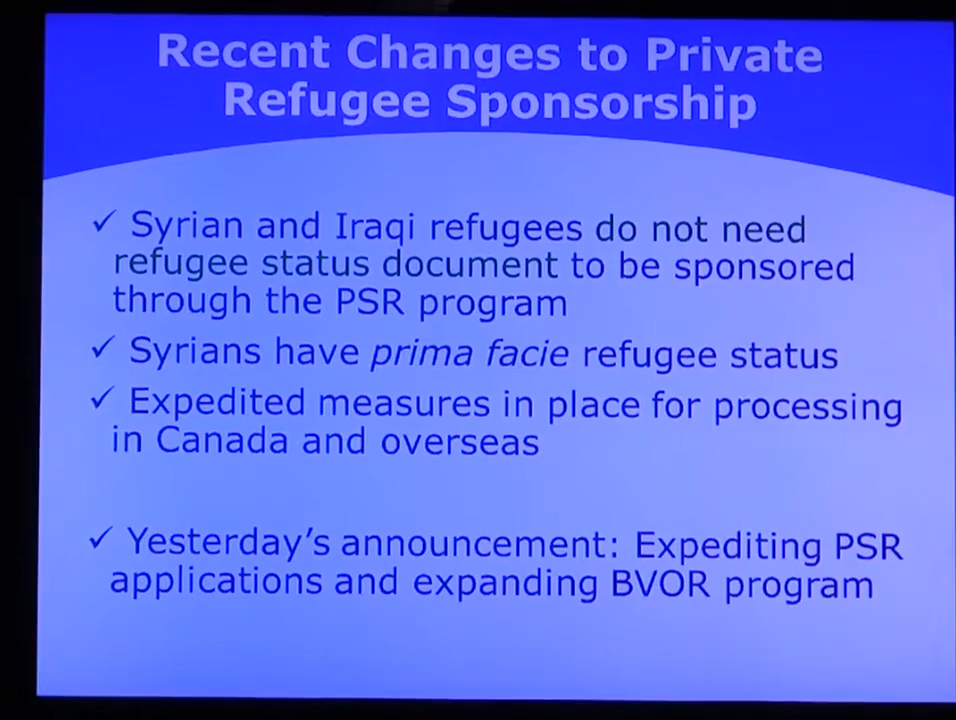 Recent Changes to Private
Refugee Sponsorship
✓ Syrian and Iraqi refugees do not need
refugee status document to be sponsored
through the PSR program
✓ Syrians have prima facie refugee status
✓ Expedited measures in place for processing
in Canada and overseas
✓ Yesterday’s announcement: Expediting PSR
applications and expanding BVOR program